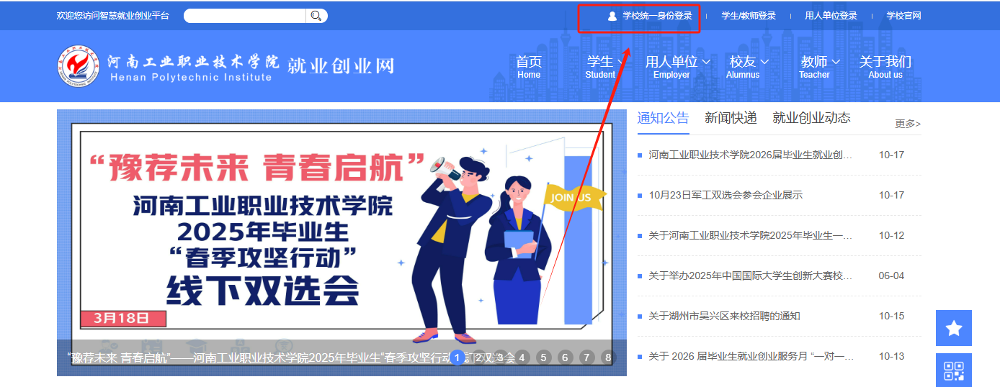 欢迎您访问智慧就业创业平台
学校统一身份登录 学生/教师登录 用人单位登录 学校官网
河南工业职业技术学院 就业创业网
Henan Polytechnic Institute
首页 学生 用人单位 校友 教师 关于我们
Home Student Employer Alumnus Teacher About us
通知公告 新闻快递 就业创业动态 更多>
“豫荐未来 青春启航”
河南工业职业技术学院
2025年毕业生
“春季攻坚行动”
线下双选会
3月18日
JOIN US
“豫荐未来 青春启航”——河南工业职业技术学院2025年毕业生“春季攻坚行动
1 2 3 4 5 6 7 8
河南工业职业技术学院2026届毕业生就业创... 10-17
10月23日军工双选会参会企业展示 10-17
关于河南工业职业技术学院2025年毕业生一... 10-12
关于举办2025年中国国际大学生创新大赛校... 06-04
关于湖州市吴兴区来校招聘的通知 10-15
关于 2026 届毕业生就业创业服务月 “一对一... 10-13